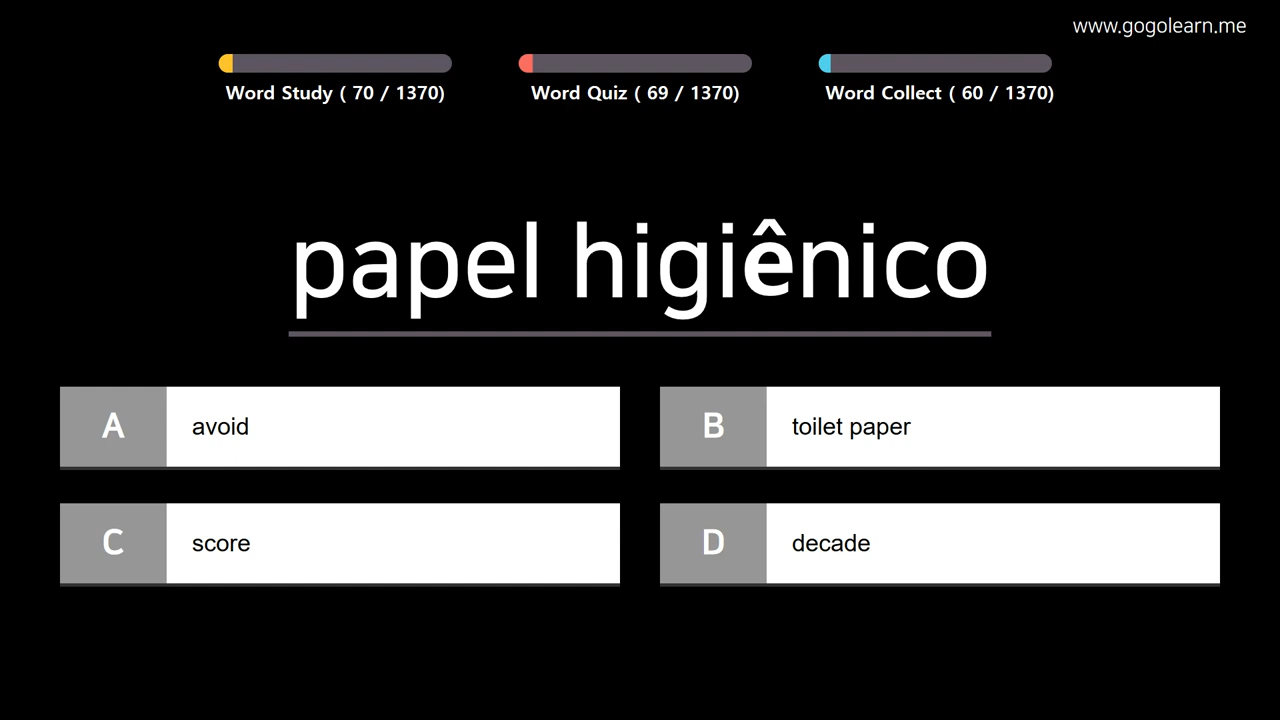 www.gogolearn.me
Word Study ( 70 / 1370)
Word Quiz ( 69 / 1370)
Word Collect ( 60 / 1370)
papel higiênico
A
avoid
B
toilet paper
C
score
D
decade